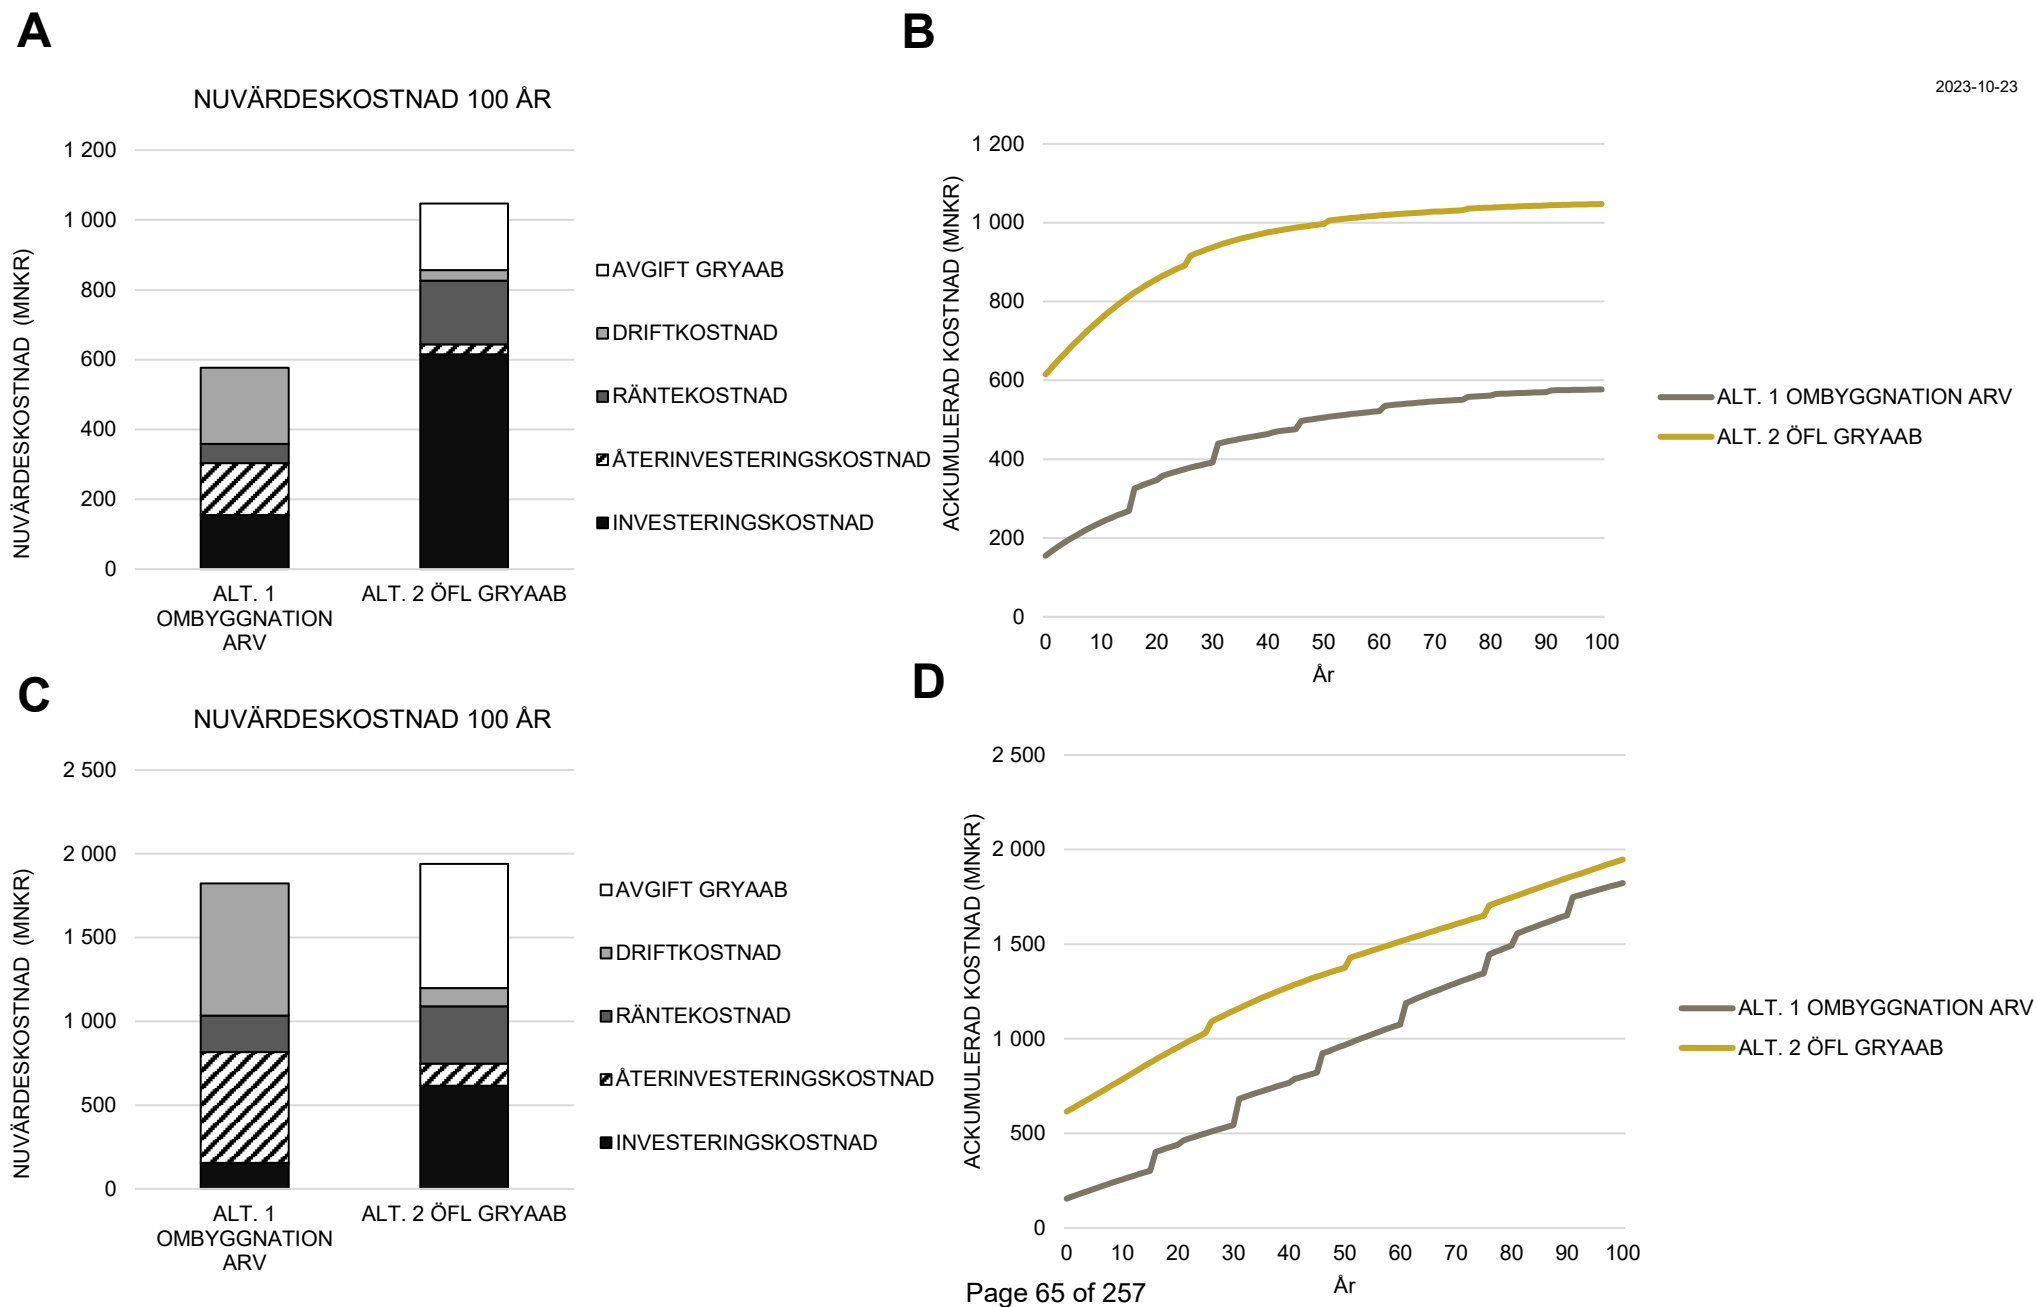 A
B
2023-10-23
NUVÄRDESKOSTNAD 100 ÅR
NUVÄRDESKOSTNAD (MNKR)
1 200
1 000
800
600
400
200
0
ALT. 1
OMBYGGNATION
ARV
ALT. 2 ÖFL GRYAAB
AVGIFT GRYAAB
DRIFTKOSTNAD
RÄNTEKOSTNAD
ÅTERINVESTERINGSKOSTNAD
INVESTERINGSKOSTNAD
ACKUMULERAD KOSTNAD (MNKR)
1 200
1 000
800
600
400
200
0
0 10 20 30 40 50 60 70 80 90 100
År
ALT. 1 OMBYGGNATION ARV
ALT. 2 ÖFL GRYAAB
C
D
NUVÄRDESKOSTNAD 100 ÅR
NUVÄRDESKOSTNAD (MNKR)
2 500
2 000
1 500
1 000
500
0
ALT. 1
OMBYGGNATION
ARV
ALT. 2 ÖFL GRYAAB
AVGIFT GRYAAB
DRIFTKOSTNAD
RÄNTEKOSTNAD
ÅTERINVESTERINGSKOSTNAD
INVESTERINGSKOSTNAD
ACKUMULERAD KOSTNAD (MNKR)
2 500
2 000
1 500
1 000
500
0
0 10 20 30 40 50 60 70 80 90 100
År
ALT. 1 OMBYGGNATION ARV
ALT. 2 ÖFL GRYAAB
Page 65 of 257